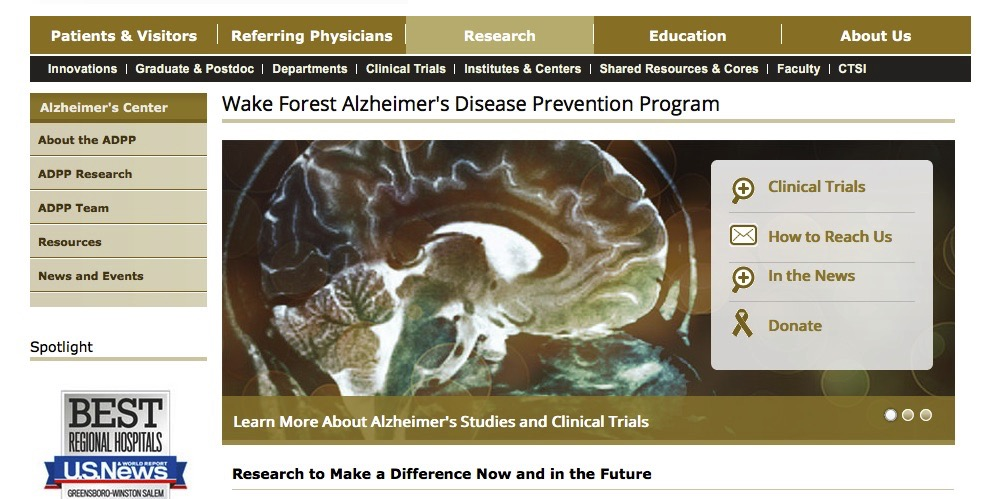 Patients & Visitors
Referring Physicians
Research
Education
About Us
Innovations
Graduate & Postdoc
Departments
Clinical Trials
Institutes & Centers
Shared Resources & Cores
Faculty
CTSI
Alzheimer's Center
About the ADPP
ADPP Research
ADPP Team
Resources
News and Events
Spotlight
BEST
REGIONAL HOSPITALS
U.S.News
& WORLD REPORT
GREENSBORO-WINSTON SALEM
Wake Forest Alzheimer's Disease Prevention Program
Clinical Trials
How to Reach Us
In the News
Donate
Learn More About Alzheimer's Studies and Clinical Trials
Research to Make a Difference Now and in the Future